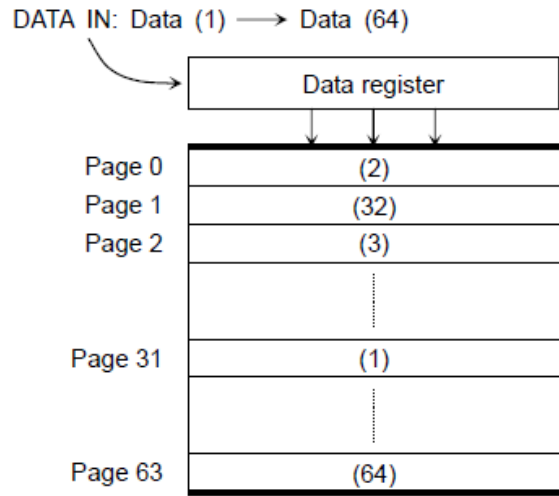 DATA IN: Data (1) ⟶ Data (64)
Data register
Page 0 (2)
Page 1 (32)
Page 2 (3)
Page 31 (1)
Page 63 (64)